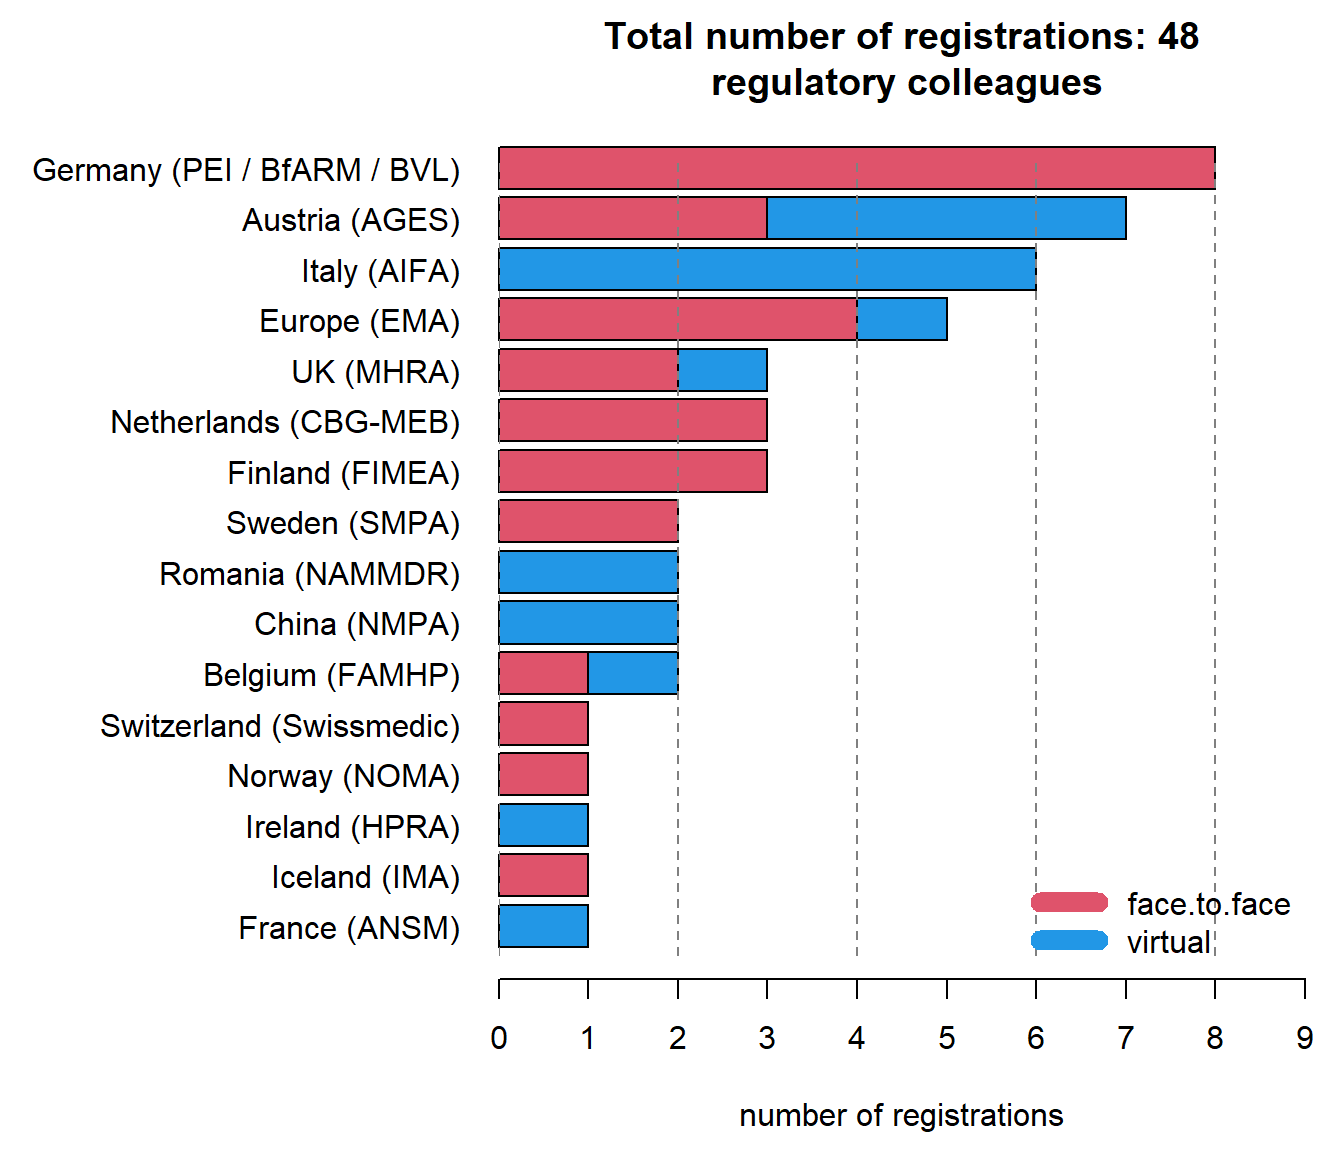 Total number of registrations: 48
regulatory colleagues
Germany (PEI / BfARM / BVL)
Austria (AGES)
Italy (AIFA)
Europe (EMA)
UK (MHRA)
Netherlands (CBG-MEB)
Finland (FIMEA)
Sweden (SMPA)
Romania (NAMMDR)
China (NMPA)
Belgium (FAMHP)
Switzerland (Swissmedic)
Norway (NOMA)
Ireland (HPRA)
Iceland (IMA)
France (ANSM)
face.to.face
virtual
0 1 2 3 4 5 6 7 8 9
number of registrations